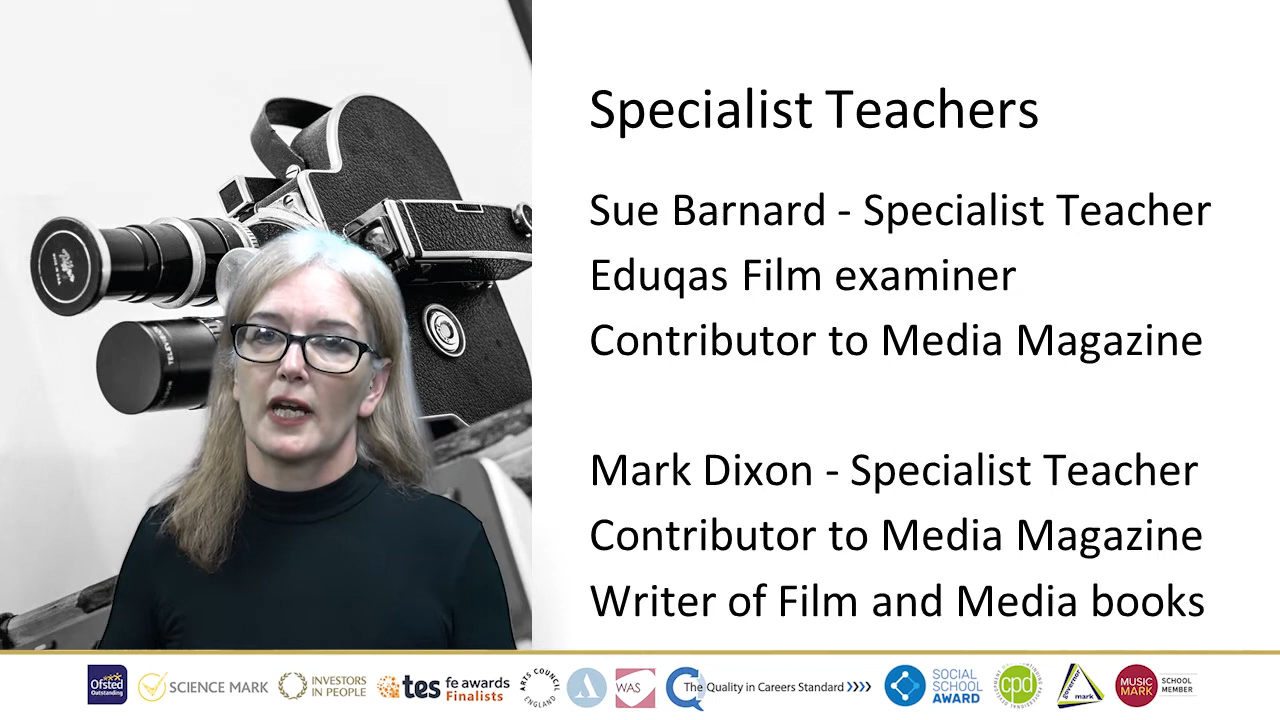 Specialist Teachers
Sue Barnard - Specialist Teacher
Eduqas Film examiner
Contributor to Media Magazine
Mark Dixon - Specialist Teacher
Contributor to Media Magazine
Writer of Film and Media books
Ofsted
Outstanding
SCIENCE MARK
INVESTORS
IN PEOPLE
tes fe awards
Finalists
ARTS COUNCIL
ENGLAND
WAS
The Quality in Careers Standard
SOCIAL
SCHOOL
AWARD
cpd
governor
mark
MUSIC
MARK
SCHOOL
MEMBER